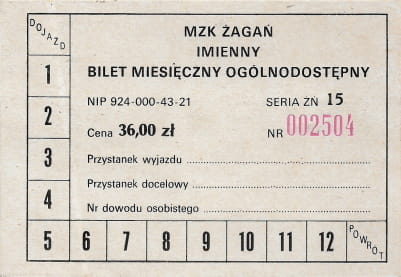 DOJAZD
MZK ŻAGAŃ
IMIENNY
BILET MIESIĘCZNY OGÓLNODOSTĘPNY
NIP 924-000-43-21 SERIA ŻŃ 15
Cena 36,00 zł NR 002504
Przystanek wyjazdu
Przystanek docelowy
Nr dowodu osobistego
1
2
3
4
5 6 7 8 9 10 11 12 POWROT